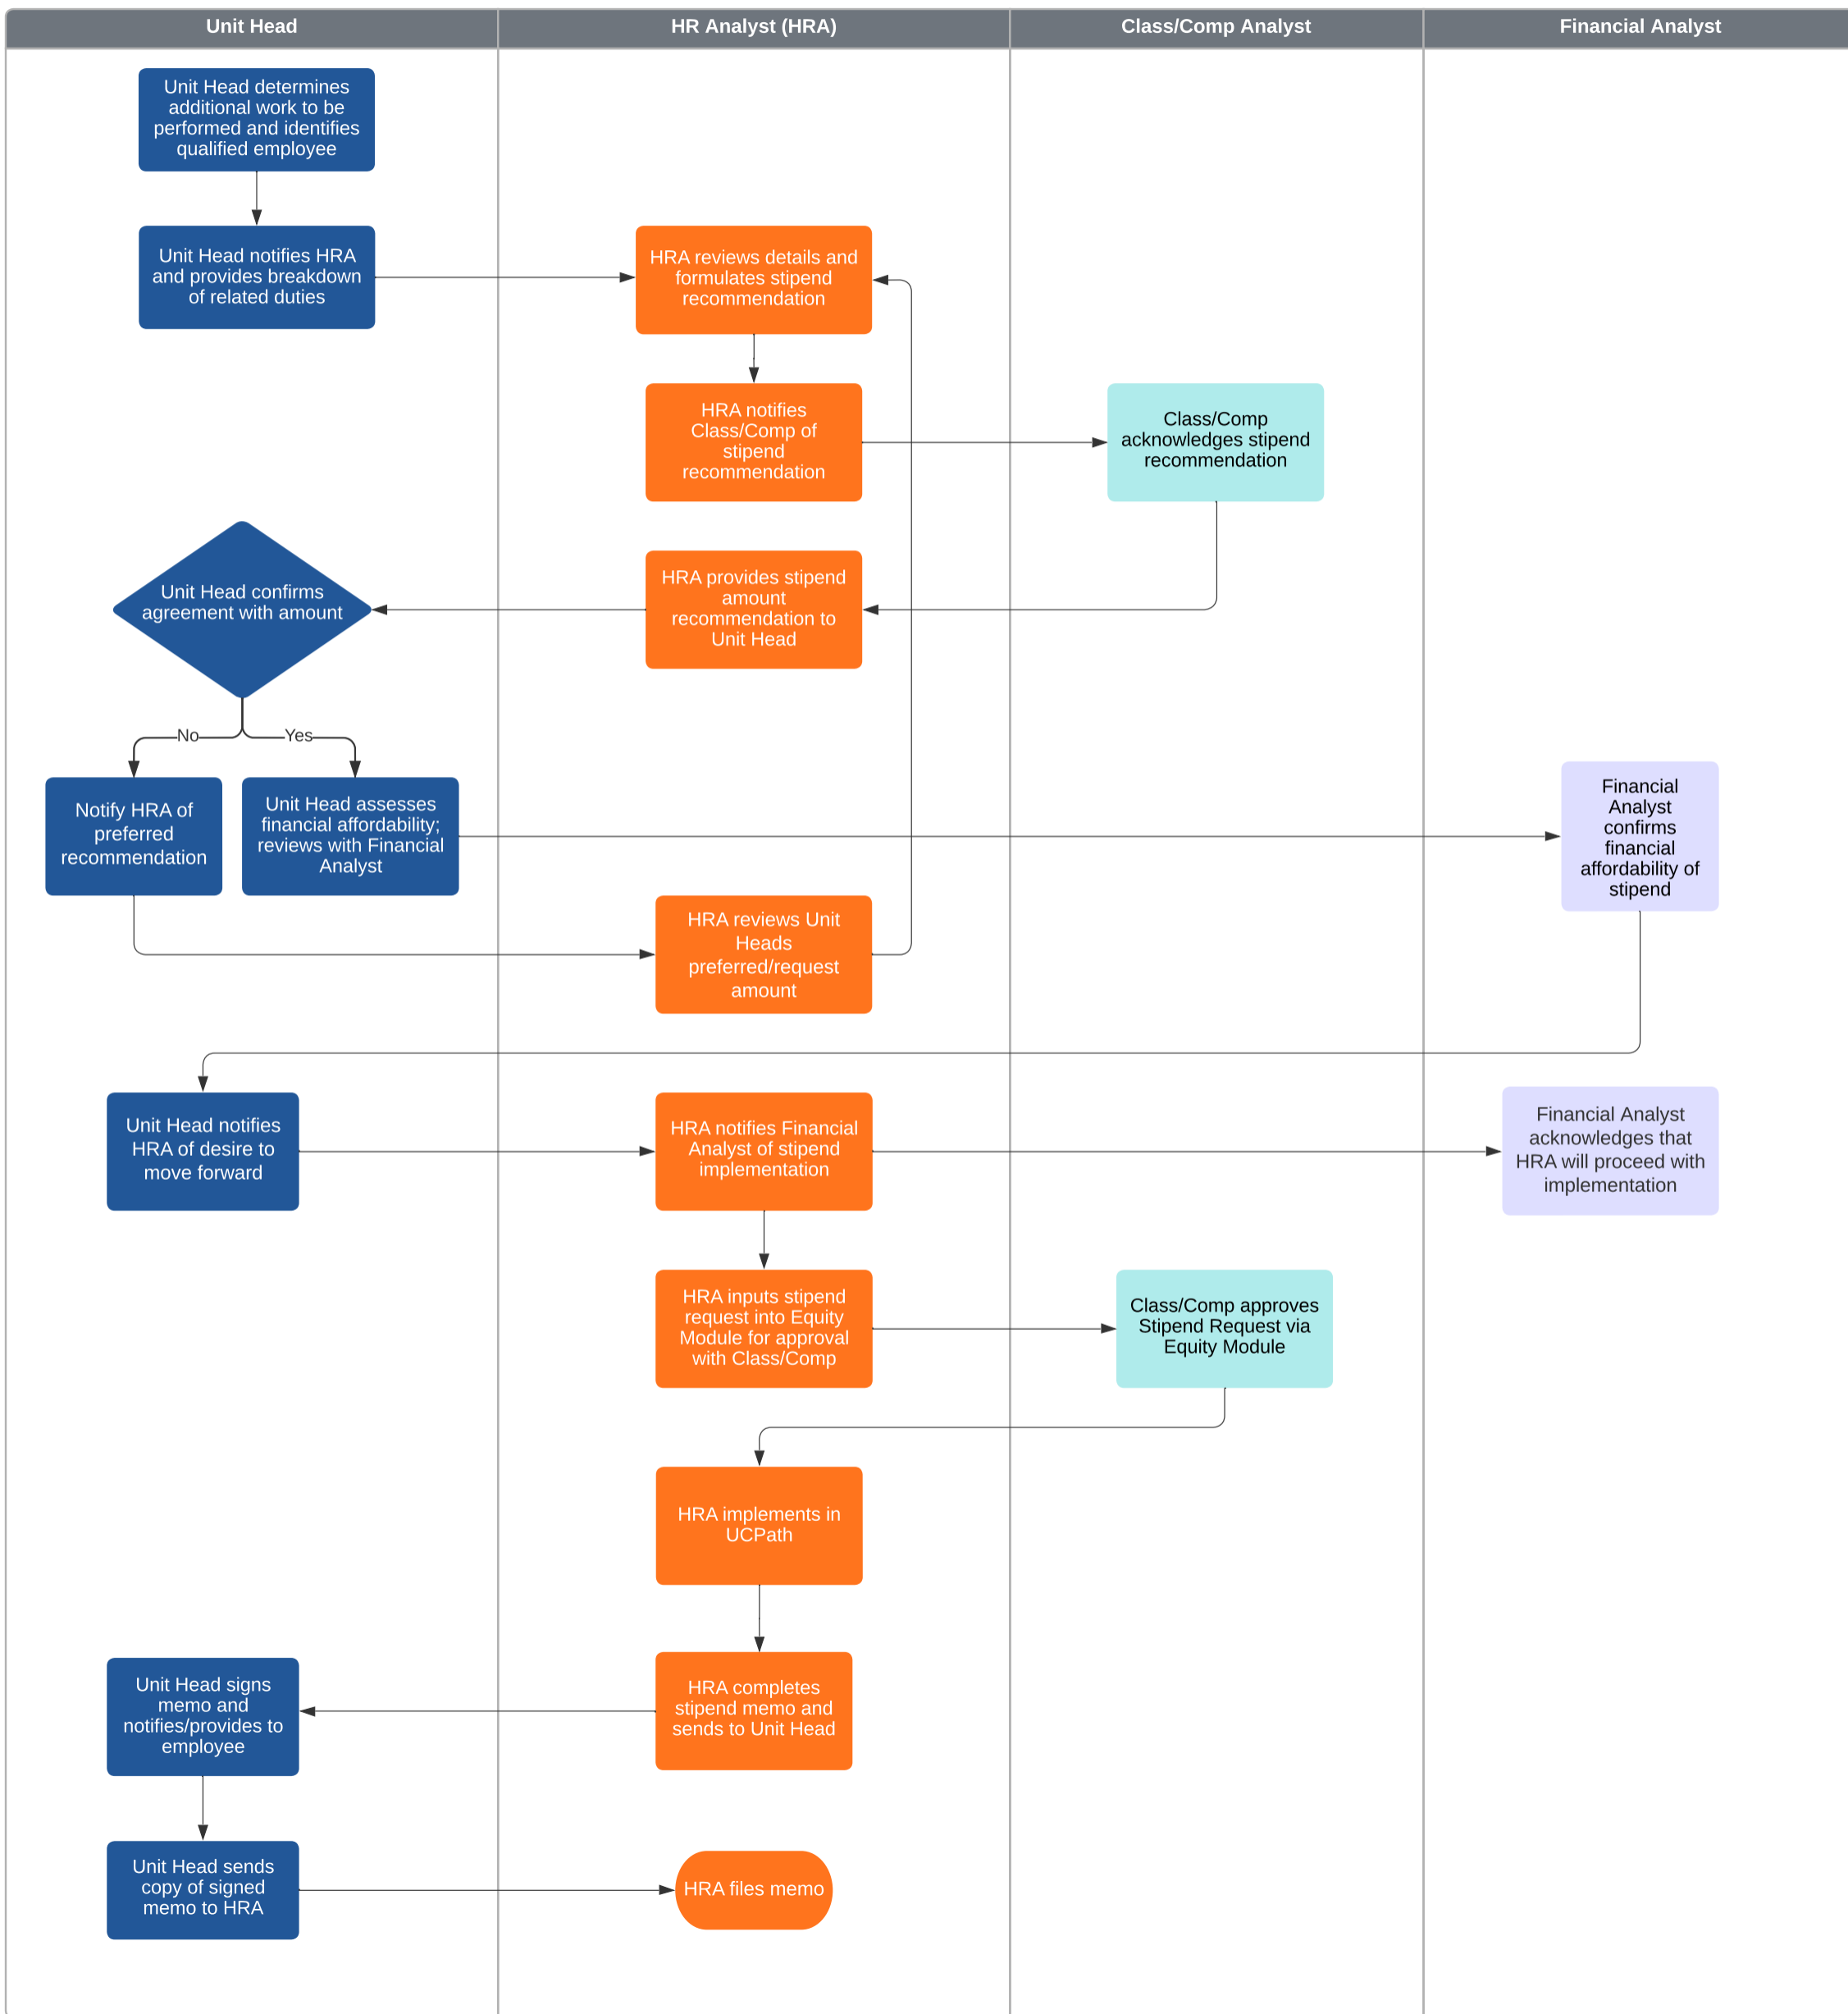 Unit Head
HR Analyst (HRA)
Class/Comp Analyst
Financial Analyst
Unit Head determines
additional work to be
performed and identifies
qualified employee
Unit Head notifies HRA
and provides breakdown
of related duties
HRA reviews details and
formulates stipend
recommendation
HRA notifies
Class/Comp of
stipend
recommendation
Class/Comp
acknowledges stipend
recommendation
HRA provides stipend
amount
recommendation to
Unit Head
Unit Head confirms
agreement with amount
No
Yes
Notify HRA of
preferred
recommendation
Unit Head assesses
financial affordability;
reviews with Financial
Analyst
Financial
Analyst
confirms
financial
affordability of
stipend
HRA reviews Unit
Heads
preferred/request
amount
Unit Head notifies
HRA of desire to
move forward
HRA notifies Financial
Analyst of stipend
implementation
Financial Analyst
acknowledges that
HRA will proceed with
implementation
HRA inputs stipend
request into Equity
Module for approval
with Class/Comp
Class/Comp approves
Stipend Request via
Equity Module
HRA implements in
UCPath
HRA completes
stipend memo and
sends to Unit Head
Unit Head signs
memo and
notifies/provides to
employee
Unit Head sends
copy of signed
memo to HRA
HRA files memo